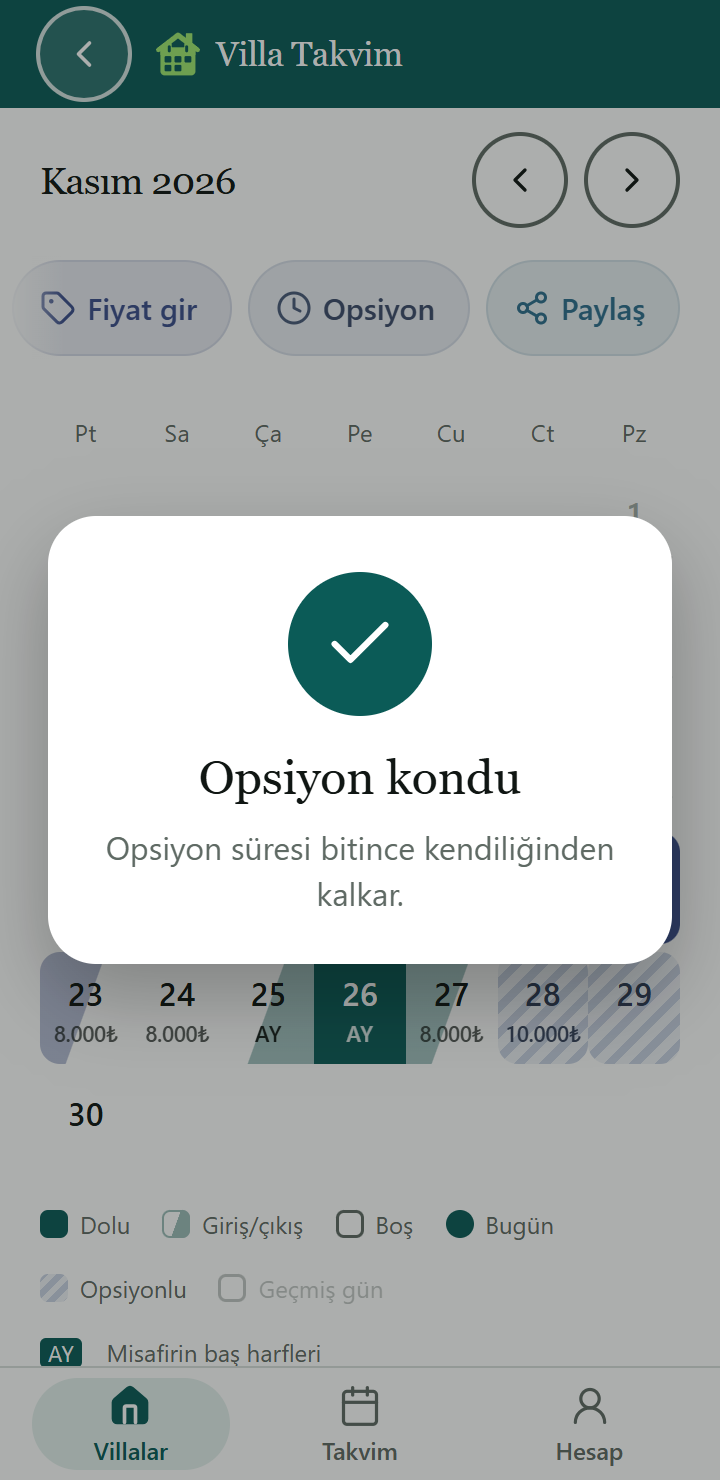 Villa Takvim
Kasım 2026
Fiyat gir
Opsiyon
Paylaş
Pt Sa Ça Pe Cu Ct Pz
1
Opsiyon kondu
Opsiyon süresi bitince kendiliğinden
kalkar.
23 24 25 26 27 28 29
8.000₺ 8.000₺ AY AY 8.000₺ 10.000₺
30
Dolu Giriş/çıkış Boş Bugün
Opsiyonlu Geçmiş gün
AY Misafirin baş harfleri
Villalar Takvim Hesap